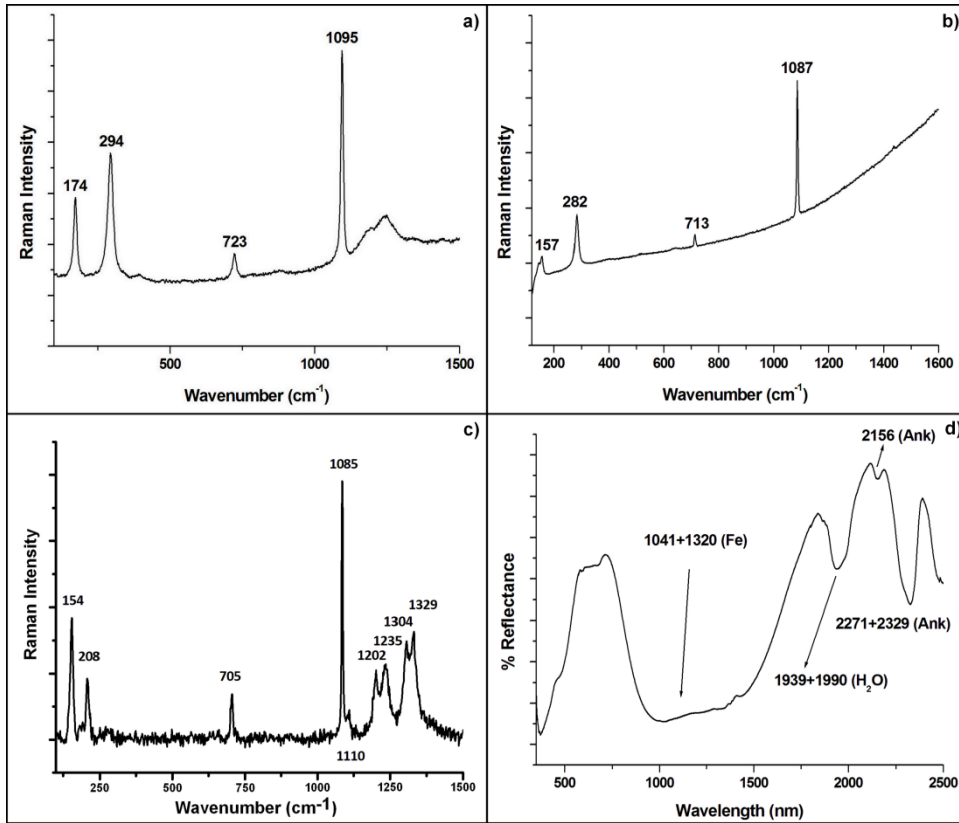 a)
1095
294
174
723
Raman Intensity
500
1000
1500
Wavenumber (cm-1)
b)
1087
282
157
713
Raman Intensity
200
400
600
800
1000
1200
1400
1600
Wavenumber (cm-1)
c)
1085
154
208
705
1202
1235
1304
1329
1110
Raman Intensity
250
500
750
1000
1250
1500
Wavenumber (cm-1)
d)
2156 (Ank)
1041+1320 (Fe)
2271+2329 (Ank)
1939+1990 (H2O)
% Reflectance
500
1000
1500
2000
2500
Wavelength (nm)